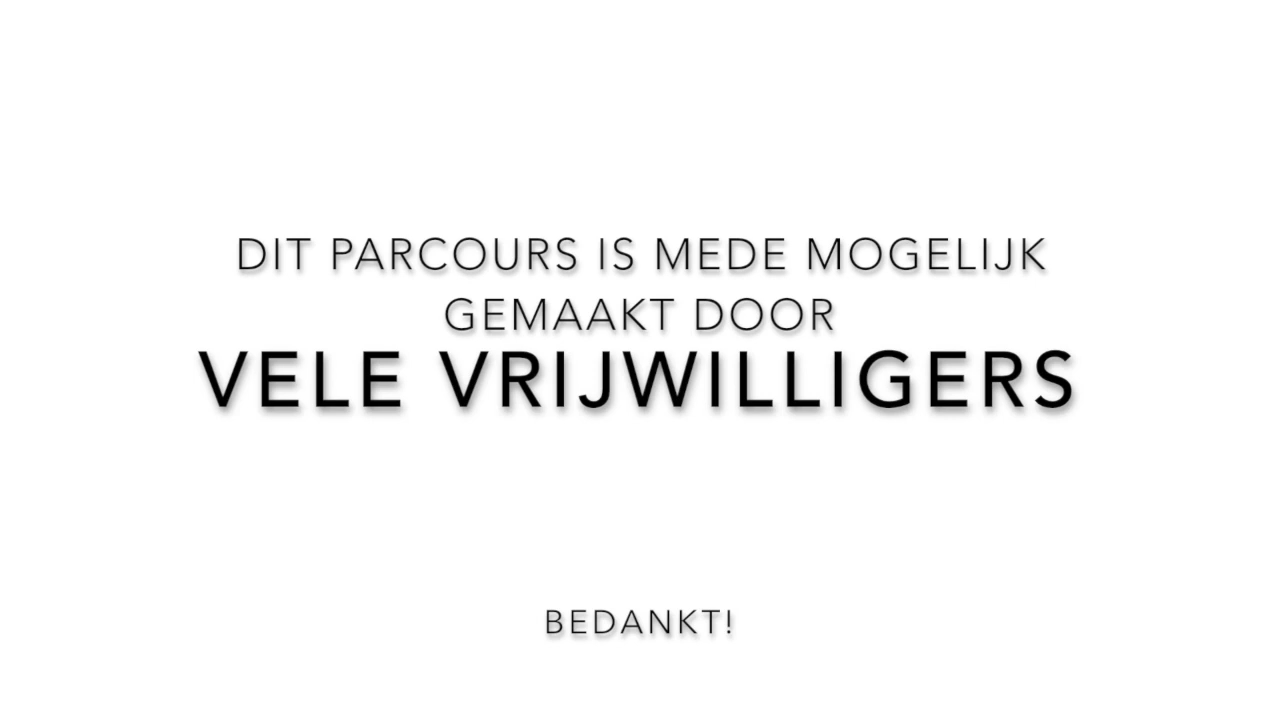 DIT PARCOURS IS MEDE MOGELIJK
GEMAAKT DOOR
VELE VRIJWILLIGERS
BEDANKT!